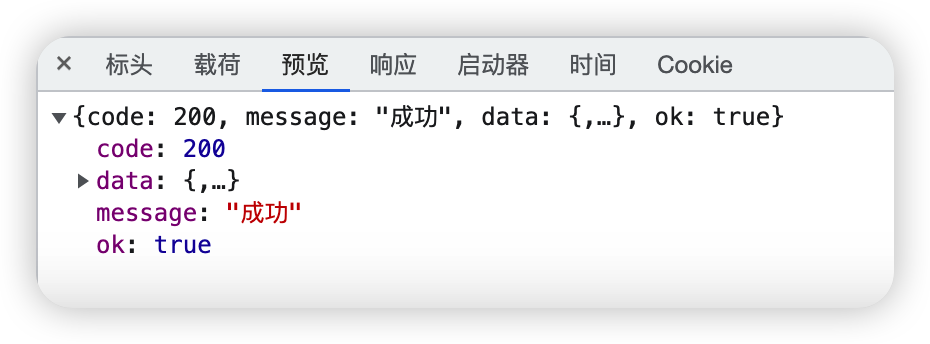 × 标头 载荷 预览 响应 启动器 时间 Cookie
▼{code: 200, message: "成功", data: {,…}, ok: true}
code: 200
▶data: {,…}
message: "成功"
ok: true